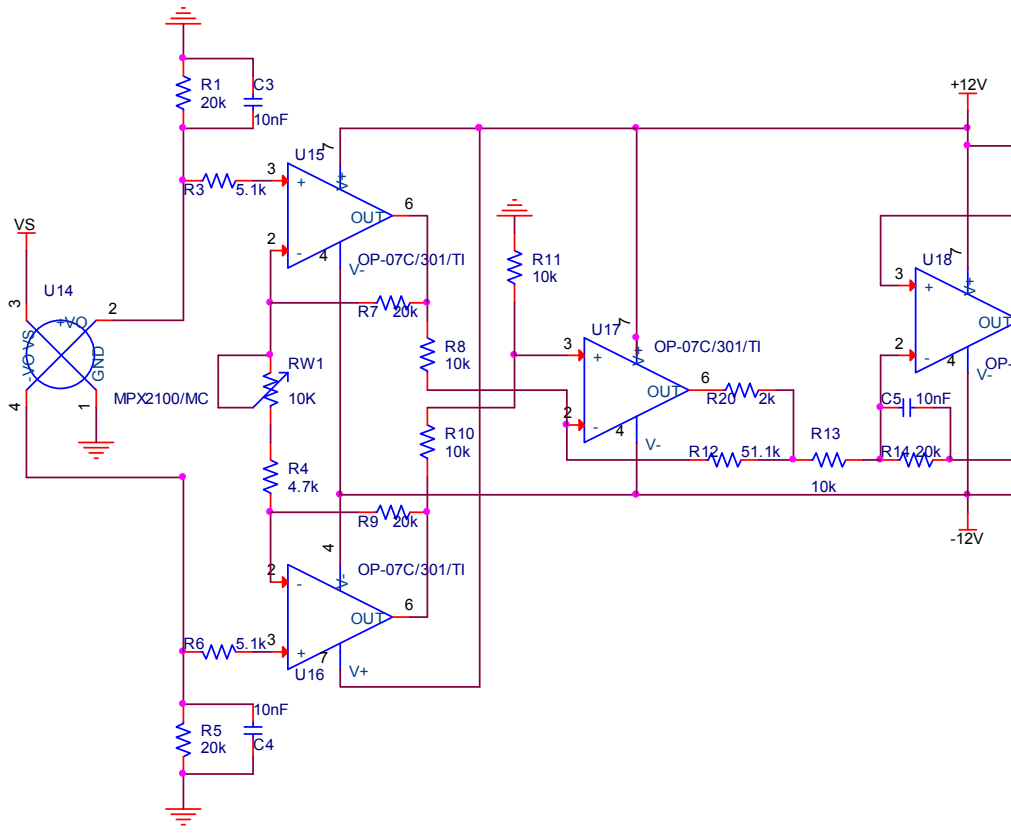 R1
20k
C3
10nF
+12V
U15
7
3
R3
5.1k
+
V+
6
OUT
2
-
4
V-
OP-07C/301/TI
VS
3
U14
2
+VO
VS
-VO
GND
4
1
MPX2100/MC
R7
20k
RW1
10K
R8
10k
R11
10k
R10
10k
R4
4.7k
R9
20k
U17
7
V+
OP-07C/301/TI
3
+
OUT
6
2
-
4
V-
R20
2k
R12
51.1k
R13
10k
U18
7
V+
3
+
OUT
2
-
4
V-
OP-
C5
10nF
R14
20k
-12V
4
V-
OP-07C/301/TI
2
-
OUT
6
R6
5.1k
3
+
7
V+
U16
10nF
C4
R5
20k